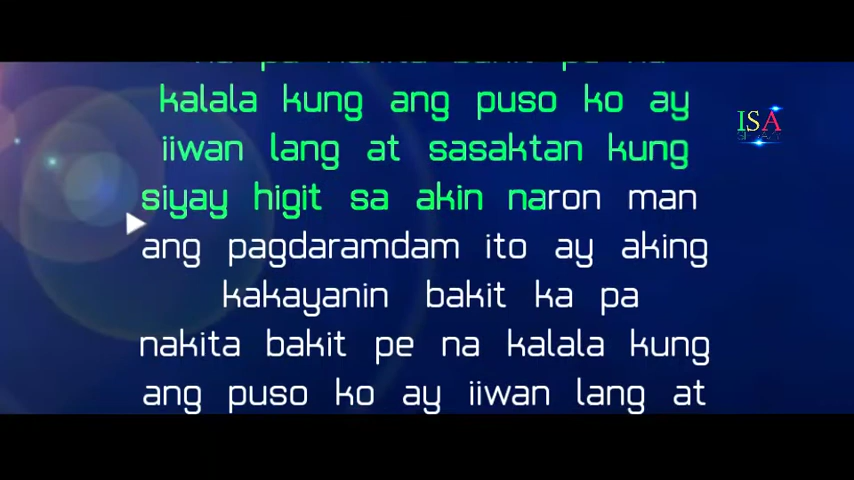 kalala kung ang puso ko ay
iiwan lang at sasaktan kung
siyay higit sa akin naron man
ang pagdaramdam ito ay aking
kakayanin bakit ka pa
nakita bakit pe na kalala kung
ang puso ko ay iiwan lang at
ISA